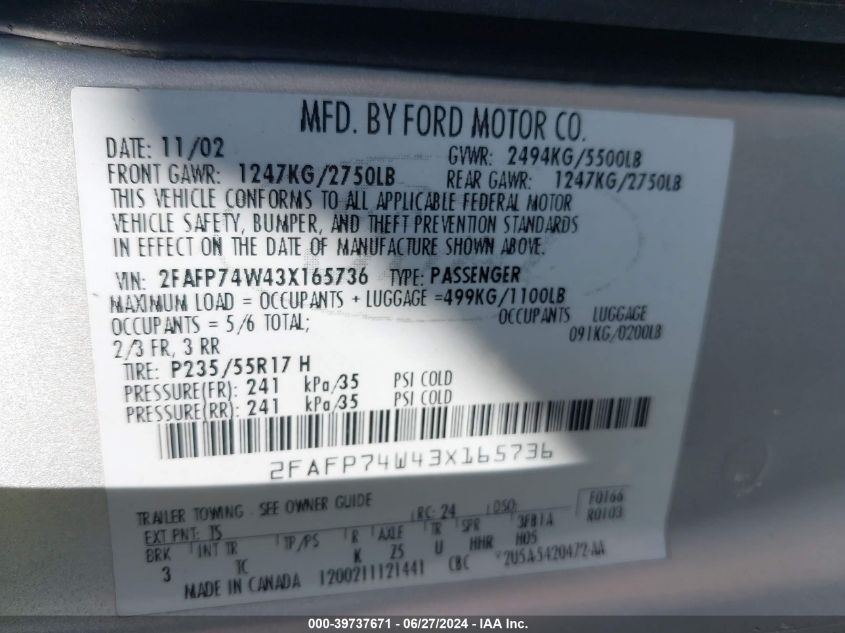 MFD. BY FORD MOTOR CO.
DATE: 11/02 GVWR: 2494KG/5500LB
FRONT GAWR: 1247KG/2750LB REAR GAWR: 1247KG/2750LB
THIS VEHICLE CONFORMS TO ALL APPLICABLE FEDERAL MOTOR
VEHICLE SAFETY, BUMPER, AND THEFT PREVENTION STANDARDS
IN EFFECT ON THE DATE OF MANUFACTURE SHOWN ABOVE.
VIN: 2FAFP74W43X165736 TYPE: PASSENGER
MAXIMUM LOAD = OCCUPANTS + LUGGAGE =499KG/1100LB
OCCUPANTS = 5/6 TOTAL; OCCUPANTS LUGGAGE
2/3 FR, 3 RR 091KG/0200LB
TIRE: P235/55R17 H
PRESSURE(FR): 241 kPa/35 PSI COLD
PRESSURE(RR): 241 kPa/35 PSI COLD
2FAFP74W43X165736
TRAILER TOWING - SEE OWNER GUIDE RC: 24 DSO: F0166
EXT PNT: TS R0103
BRK INT TR TP/PS R AXLE TR SPR 3FB1A
3 TC K Z5 U HHR H05
MADE IN CANADA 1200211121441 CBC 2U5A-5420472-AA
000-39737671 - 06/27/2024 - IAA Inc.